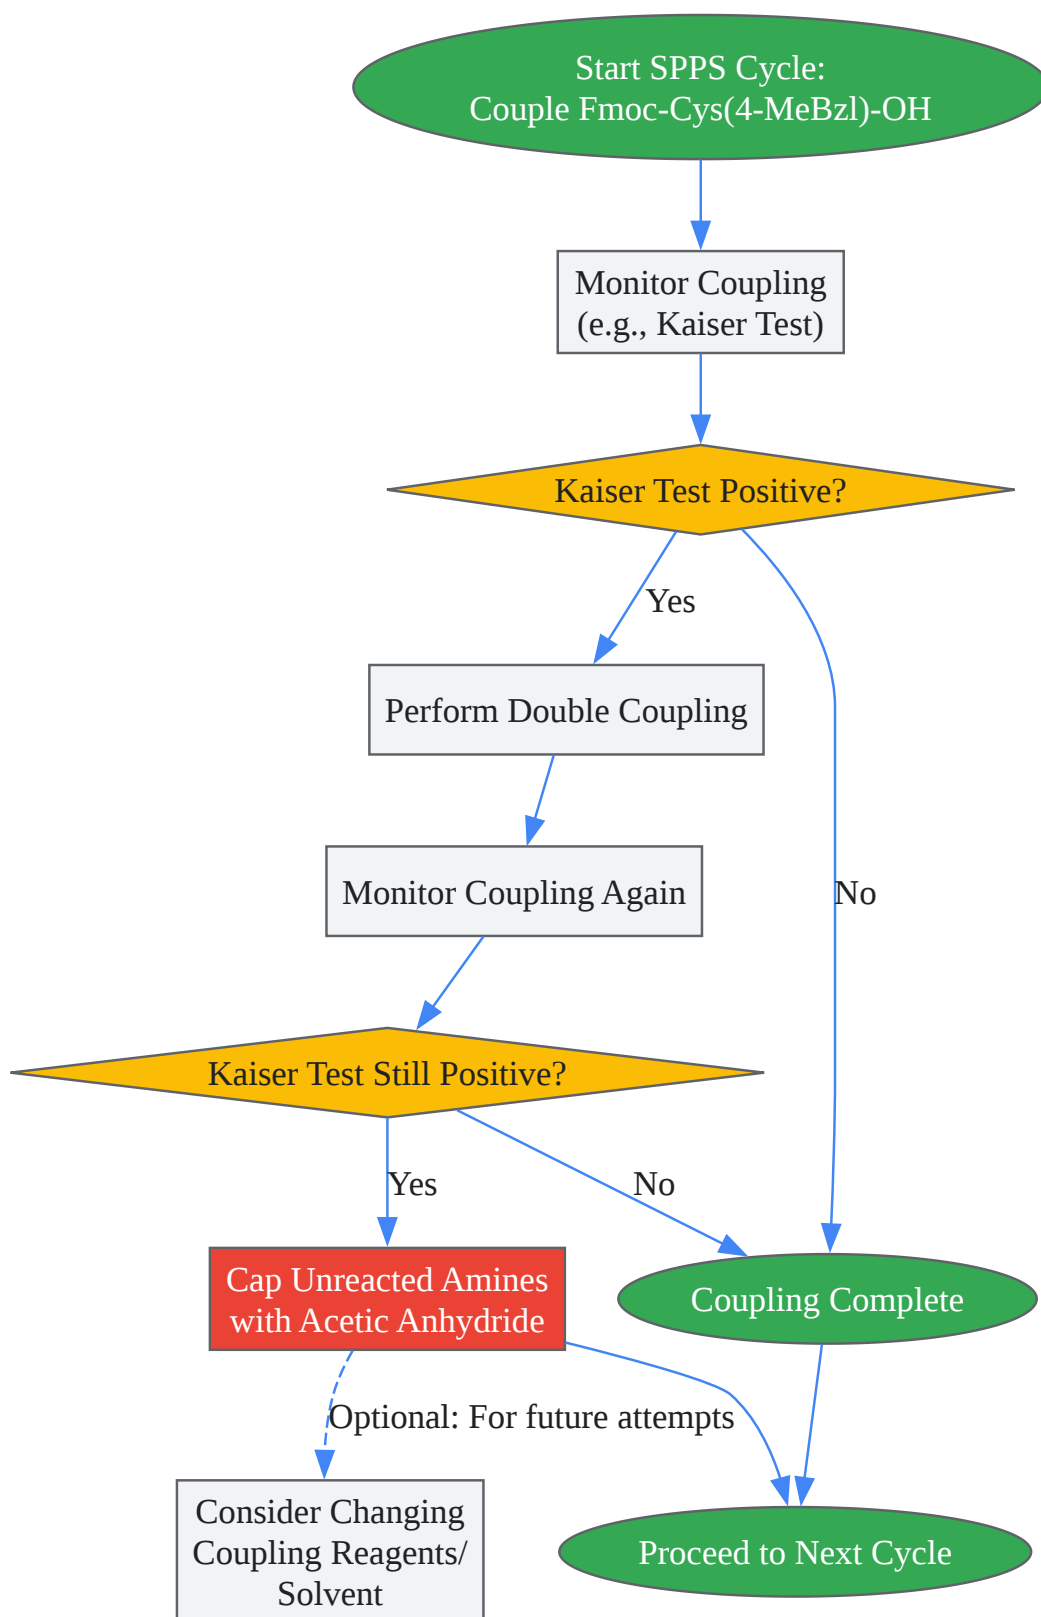 Start SPPS Cycle:
Couple Fmoc-Cys(4-MeBzl)-OH
Monitor Coupling
(e.g., Kaiser Test)
Kaiser Test Positive?
Yes
Perform Double Coupling
Monitor Coupling Again
No
Kaiser Test Still Positive?
Yes
No
Cap Unreacted Amines
with Acetic Anhydride
Coupling Complete
Optional: For future attempts
Consider Changing
Coupling Reagents/
Solvent
Proceed to Next Cycle